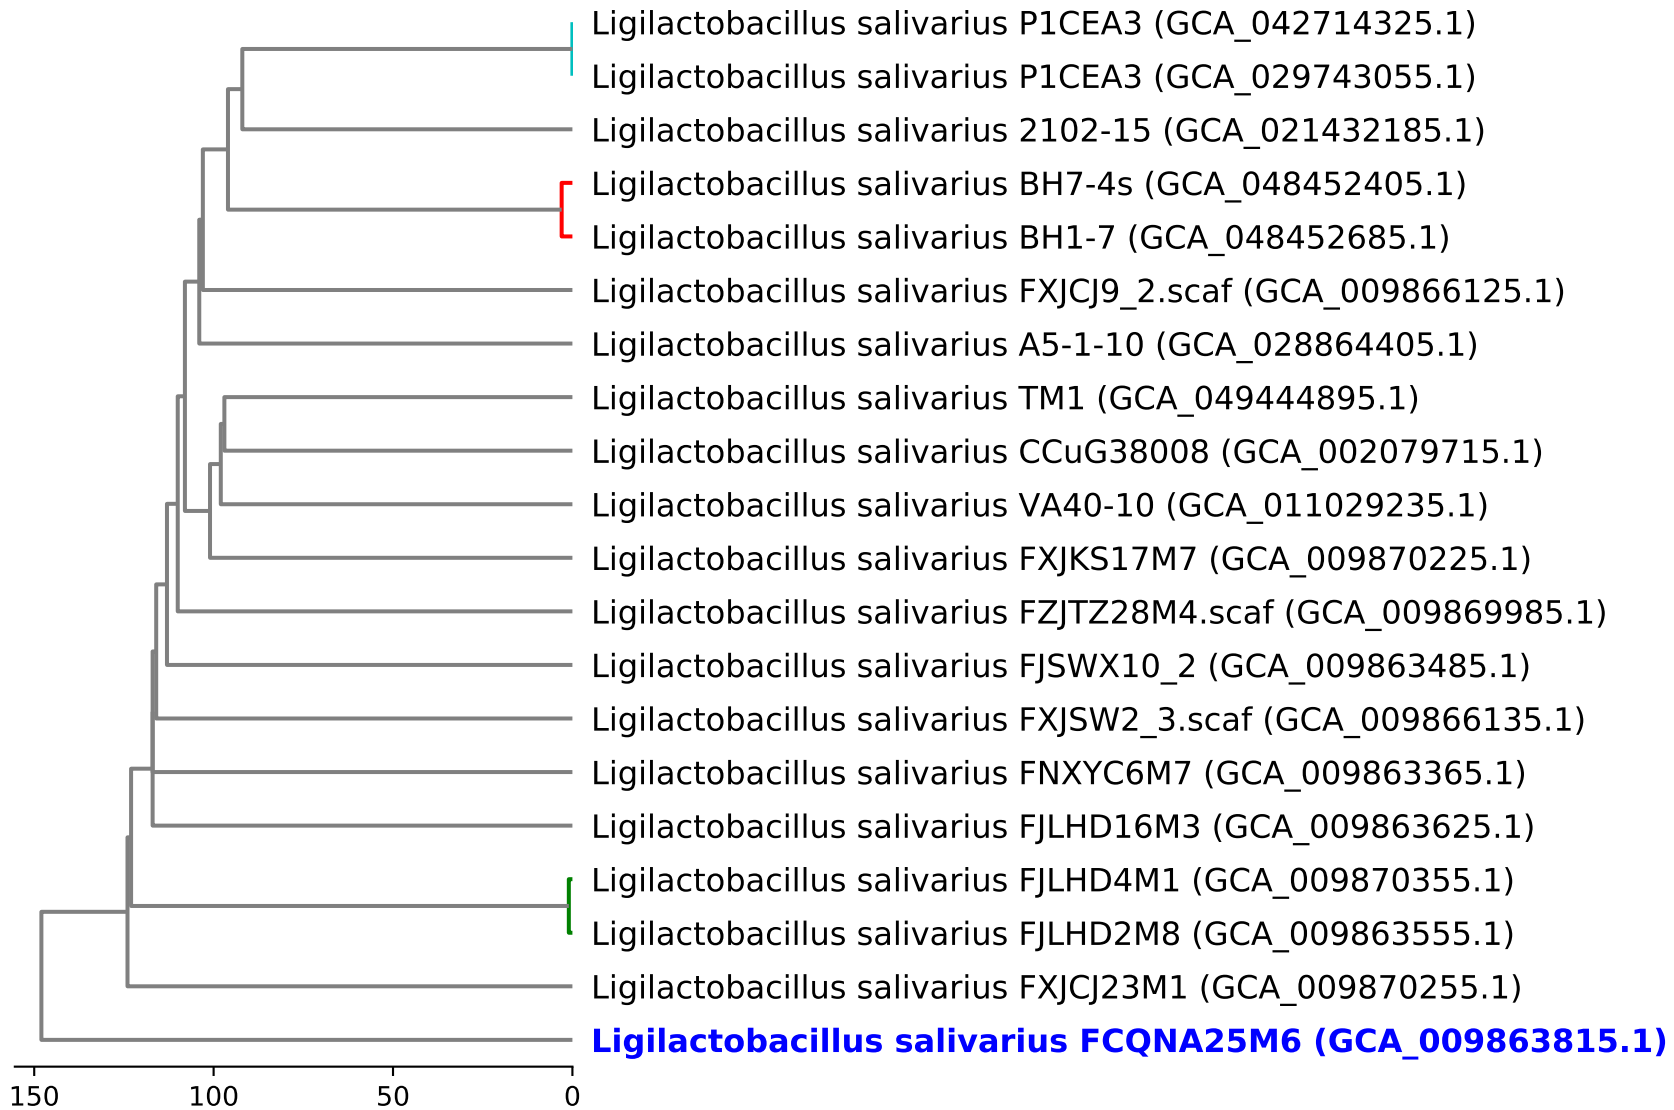 Ligilactobacillus salivarius P1CEA3 (GCA_042714325.1)
Ligilactobacillus salivarius P1CEA3 (GCA_029743055.1)
Ligilactobacillus salivarius 2102-15 (GCA_021432185.1)
Ligilactobacillus salivarius BH7-4s (GCA_048452405.1)
Ligilactobacillus salivarius BH1-7 (GCA_048452685.1)
Ligilactobacillus salivarius FXJCJ9_2.scaf (GCA_009866125.1)
Ligilactobacillus salivarius A5-1-10 (GCA_028864405.1)
Ligilactobacillus salivarius TM1 (GCA_049444895.1)
Ligilactobacillus salivarius CCuG38008 (GCA_002079715.1)
Ligilactobacillus salivarius VA40-10 (GCA_011029235.1)
Ligilactobacillus salivarius FXJKS17M7 (GCA_009870225.1)
Ligilactobacillus salivarius FZJTZ28M4.scaf (GCA_009869985.1)
Ligilactobacillus salivarius FJSWX10_2 (GCA_009863485.1)
Ligilactobacillus salivarius FXJSW2_3.scaf (GCA_009866135.1)
Ligilactobacillus salivarius FNXYC6M7 (GCA_009863365.1)
Ligilactobacillus salivarius FJLHD16M3 (GCA_009863625.1)
Ligilactobacillus salivarius FJLHD4M1 (GCA_009870355.1)
Ligilactobacillus salivarius FJLHD2M8 (GCA_009863555.1)
Ligilactobacillus salivarius FXJCJ23M1 (GCA_009870255.1)
Ligilactobacillus salivarius FCQNA25M6 (GCA_009863815.1)
150 100 50 0